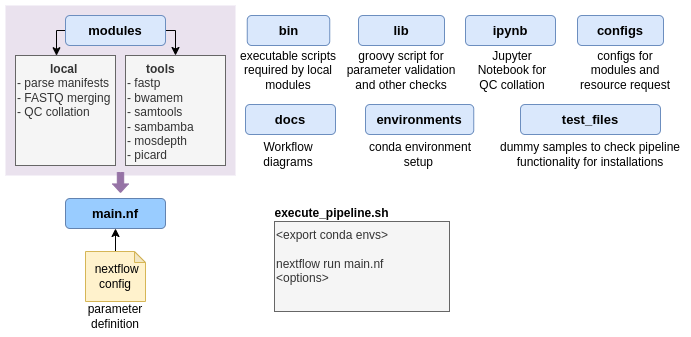 modules
local
- parse manifests
- FASTQ merging
- QC collation
tools
- fastp
- bwamem
- samtools
- sambamba
- mosdepth
- picard
main.nf
nextflow
config
parameter
definition
bin
executable scripts
required by local
modules
lib
groovy script for
parameter validation
and other checks
ipynb
Jupyter
Notebook for
QC collation
configs
configs for
modules and
resource request
docs
Workflow
diagrams
environments
conda environment
setup
test_files
dummy samples to check pipeline
functionality for installations
execute_pipeline.sh
<export conda envs>
nextflow run main.nf
<options>